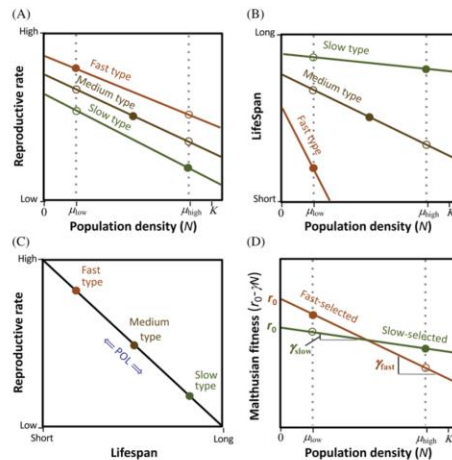 (A)
High
Reproductive rate
Fast type
Medium type
Slow type
Low
0 μlow μhigh K
Population density (N)
(B)
Long
LifeSpan
Slow type
Medium type
Fast type
Short
0 μlow μhigh K
Population density (N)
(C)
High
Reproductive rate
Fast
type
Medium
type
⇐ POL ⇒
Slow
type
Low
Short Long
Lifespan
(D)
Malthusian fitness (r0-γN)
r0
r0
Fast-selected
Slow-selected
γslow
γfast
0 μlow μhigh K
Population density (N)